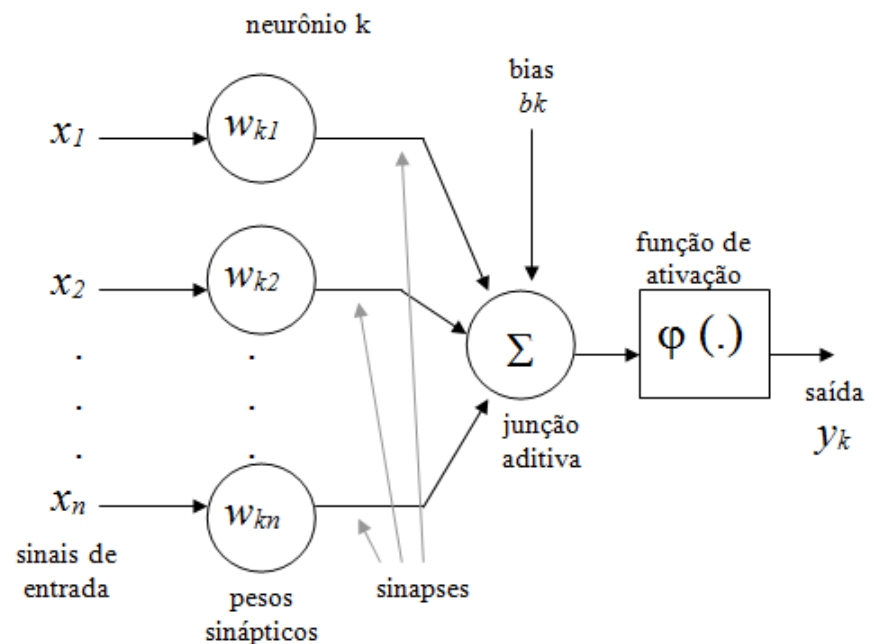 neurônio k
bias
bk
x1
wk1
x2
wk2
função de
ativação
φ (.)
Σ
. .
. .
. .
junção
aditiva
saída
yk
xn
wkn
sinais de
entrada
pesos
sinápticos
sinapses